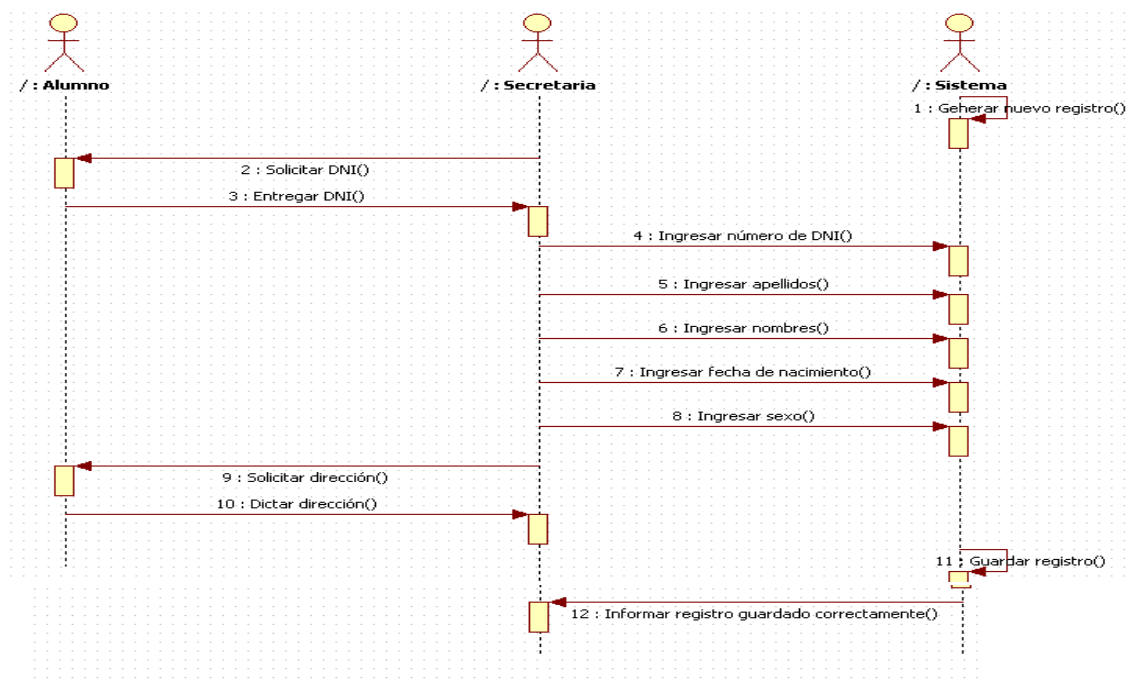 / : Alumno
/ : Secretaria
/ : Sistema
1 : Generar nuevo registro()
2 : Solicitar DNI()
3 : Entregar DNI()
4 : Ingresar número de DNI()
5 : Ingresar apellidos()
6 : Ingresar nombres()
7 : Ingresar fecha de nacimiento()
8 : Ingresar sexo()
9 : Solicitar dirección()
10 : Dictar dirección()
11 : Guardar registro()
12 : Informar registro guardado correctamente()